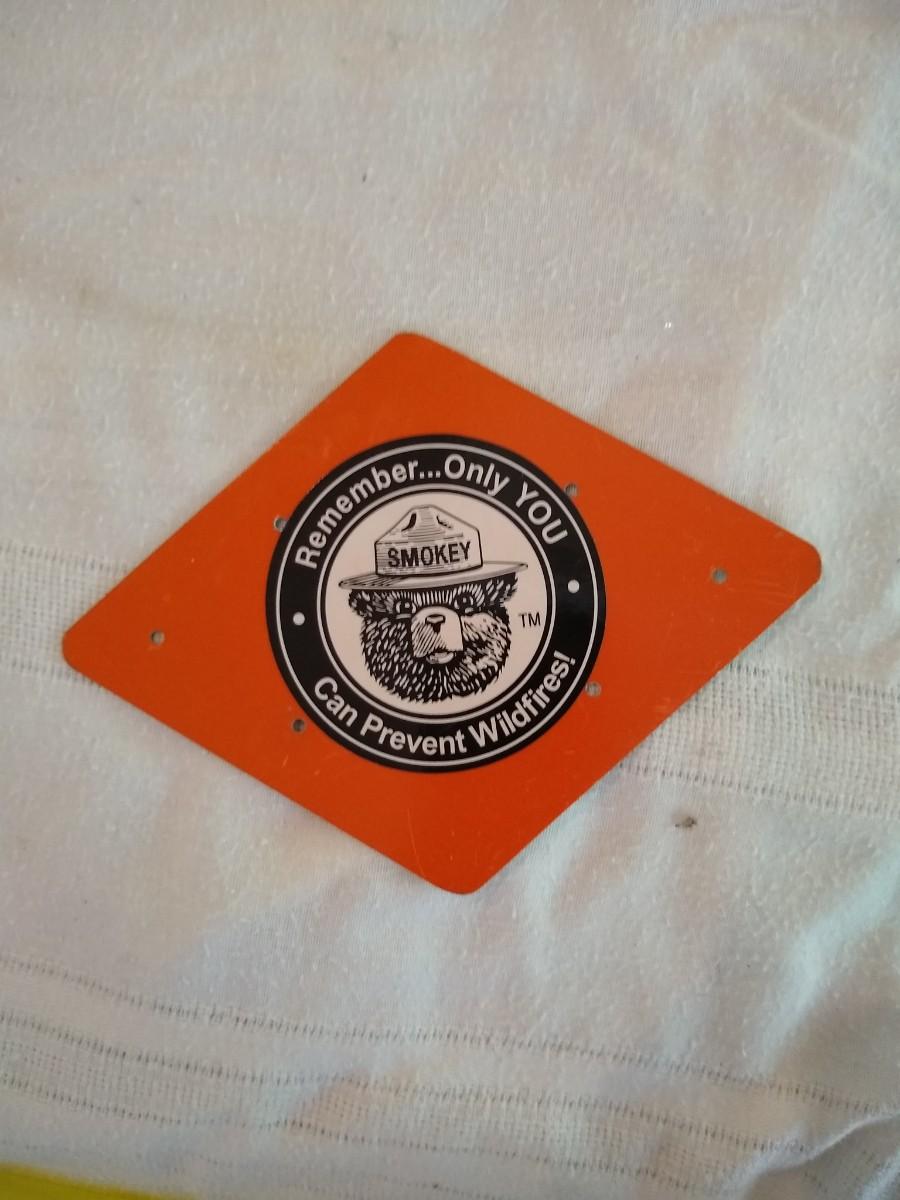 Remember...Only YOU
SMOKEY
TM
Can Prevent Wildfires!